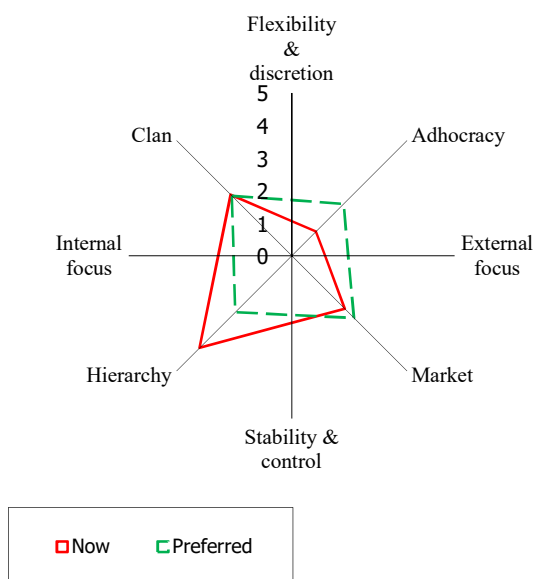 Flexibility
&
discretion
5
4
Clan
Adhocracy
3
2
1
Internal
focus
0
External
focus
Hierarchy
Market
Stability &
control
Now
Preferred